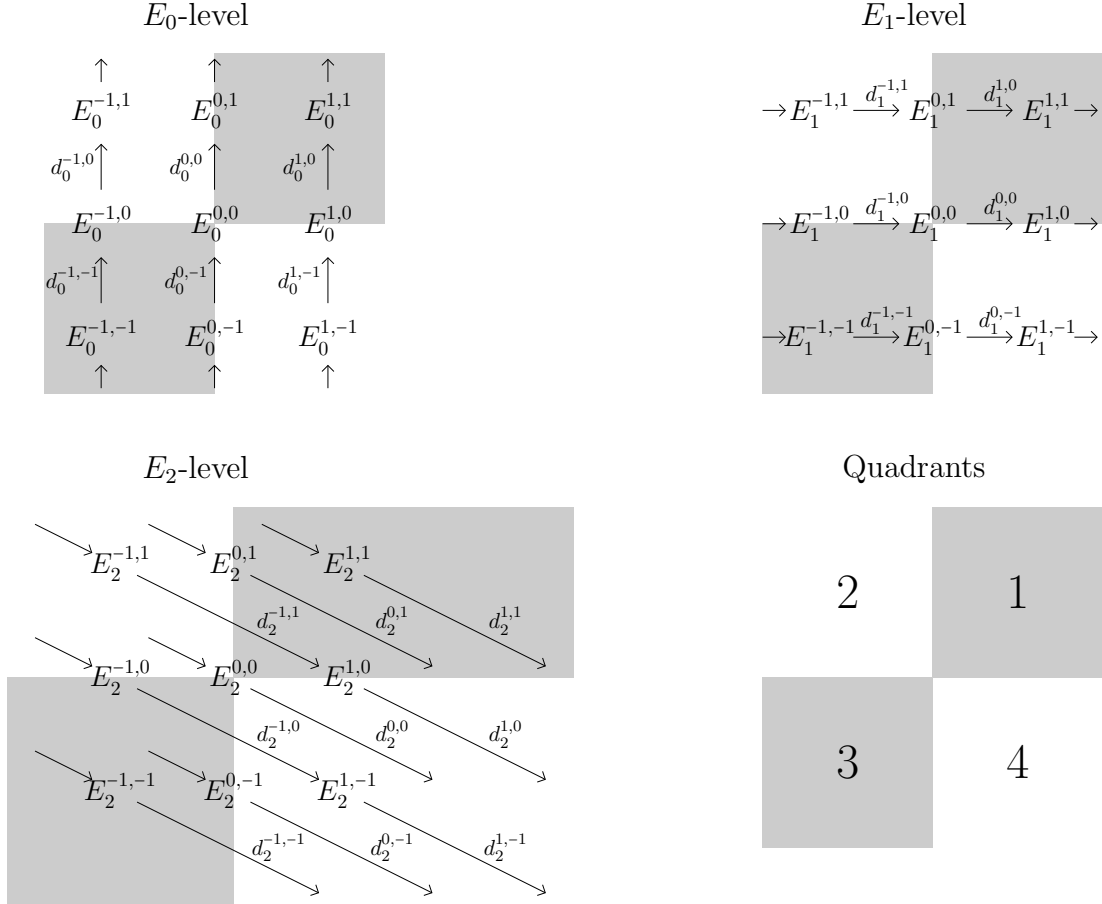 $E_0$-level
$E_0^{-1,1}$ $E_0^{0,1}$ $E_0^{1,1}$
$d_0^{-1,0}$ $d_0^{0,0}$ $d_0^{1,0}$
$E_0^{-1,0}$ $E_0^{0,0}$ $E_0^{1,0}$
$d_0^{-1,-1}$ $d_0^{0,-1}$ $d_0^{1,-1}$
$E_0^{-1,-1}$ $E_0^{0,-1}$ $E_0^{1,-1}$
$E_1$-level
$E_1^{-1,1}$ $d_1^{-1,1}$ $E_1^{0,1}$ $d_1^{1,0}$ $E_1^{1,1}$
$E_1^{-1,0}$ $d_1^{-1,0}$ $E_1^{0,0}$ $d_1^{0,0}$ $E_1^{1,0}$
$E_1^{-1,-1}$ $d_1^{-1,-1}$ $E_1^{0,-1}$ $d_1^{0,-1}$ $E_1^{1,-1}$
$E_2$-level
$E_2^{-1,1}$ $E_2^{0,1}$ $E_2^{1,1}$
$d_2^{-1,1}$ $d_2^{0,1}$ $d_2^{1,1}$
$E_2^{-1,0}$ $E_2^{0,0}$ $E_2^{1,0}$
$d_2^{-1,0}$ $d_2^{0,0}$ $d_2^{1,0}$
$E_2^{-1,-1}$ $E_2^{0,-1}$ $E_2^{1,-1}$
$d_2^{-1,-1}$ $d_2^{0,-1}$ $d_2^{1,-1}$
Quadrants
2 1
3 4